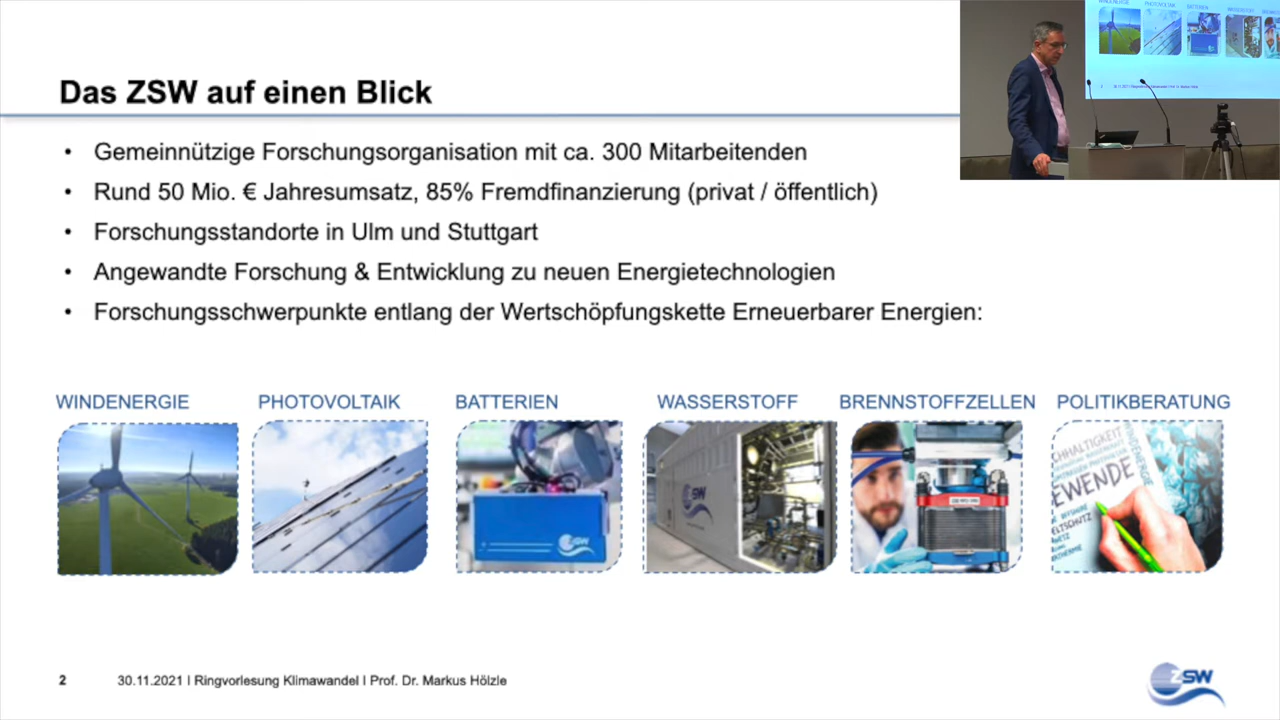 Das ZSW auf einen Blick
• Gemeinnützige Forschungsorganisation mit ca. 300 Mitarbeitenden
• Rund 50 Mio. € Jahresumsatz, 85% Fremdfinanzierung (privat / öffentlich)
• Forschungsstandorte in Ulm und Stuttgart
• Angewandte Forschung & Entwicklung zu neuen Energietechnologien
• Forschungsschwerpunkte entlang der Wertschöpfungskette Erneuerbarer Energien:
WINDENERGIE PHOTOVOLTAIK BATTERIEN WASSERSTOFF BRENNSTOFFZELLEN POLITIKBERATUNG
ZSW
EWENDE
2 30.11.2021 I Ringvorlesung Klimawandel I Prof. Dr. Markus Hölzle
ZSW